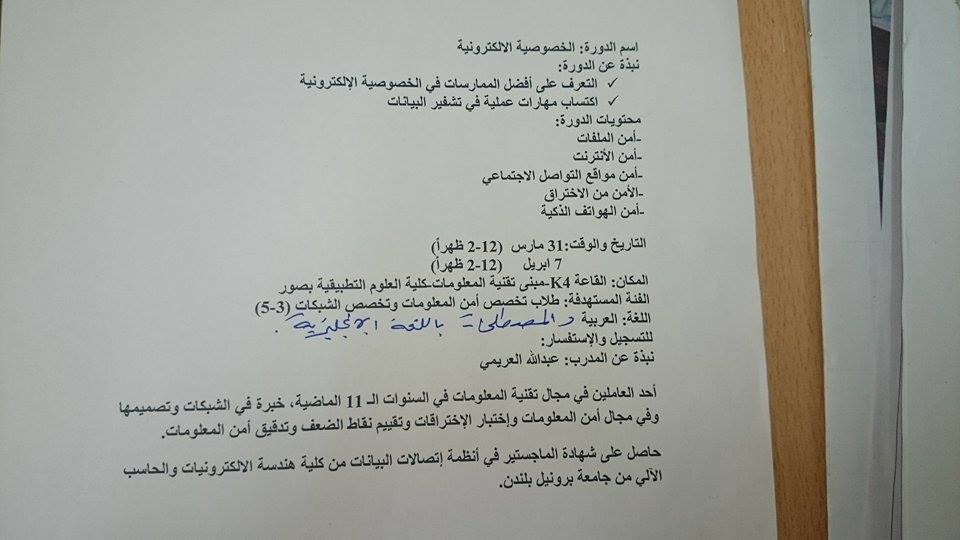 اسم الدورة: الخصوصية الالكترونية
نبذة عن الدورة:
✓ التعرف على أفضل الممارسات في الخصوصية الإلكترونية
✓ اكتساب مهارات عملية في تشفير البيانات
محتويات الدورة:
-أمن الملفات
-أمن الأنترنت
-أمن مواقع التواصل الاجتماعي
-الأمن من الاختراق
-أمن الهواتف الذكية
التاريخ والوقت:31 مارس (12-2 ظهراً)
7 ابريل (12-2 ظهراً)
المكان: القاعة K4-مبنى تقنية المعلومات-كلية العلوم التطبيقية بصور
الفئة المستهدفة: طلاب تخصص أمن المعلومات وتخصص الشبكات (3-5)
اللغة: العربية والمصطلحات باللغة الإنجليزية.
للتسجيل والإستفسار:
نبذة عن المدرب: عبدالله العريمي
أحد العاملين في مجال تقنية المعلومات في السنوات الـ 11 الماضية، خبرة في الشبكات وتصميمها
وفي مجال أمن المعلومات وإختبار الإختراقات وتقييم نقاط الضعف وتدقيق أمن المعلومات.
حاصل على شهادة الماجستير في أنظمة إتصالات البيانات من كلية هندسة الالكترونيات والحاسب
الآلي من جامعة برونيل بلندن.